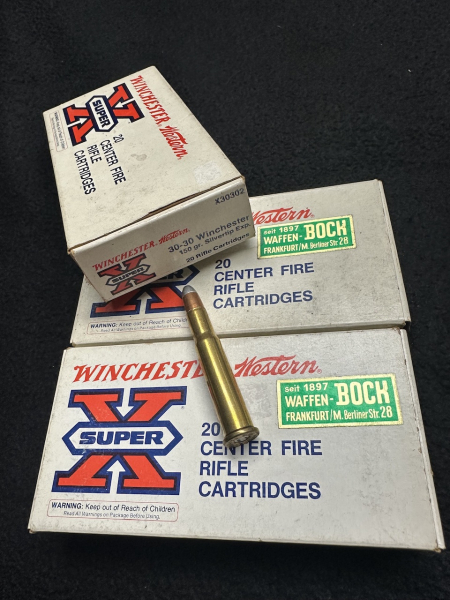 WINCHESTER Western
X
SUPER
20
CENTER FIRE
RIFLE
CARTRIDGES
X30302
30-30 Winchester
150 gr. Silvertip Exp.
20 Rifle Cartridges
WINCHESTER Western
X
SUPER
Western
seit 1897
WAFFEN-BOCK
FRANKFURT/M. Berliner Str. 28
20
CENTER FIRE
RIFLE
CARTRIDGES
WARNING: Keep out of Reach of Children
WINCHESTER Western
seit 1897
WAFFEN-BOCK
FRANKFURT/M. Berliner Str. 28
X
SUPER
20
CENTER FIRE
RIFLE
CARTRIDGES
WARNING: Keep out of Reach of Children
Read All Warnings on Package Before Using.